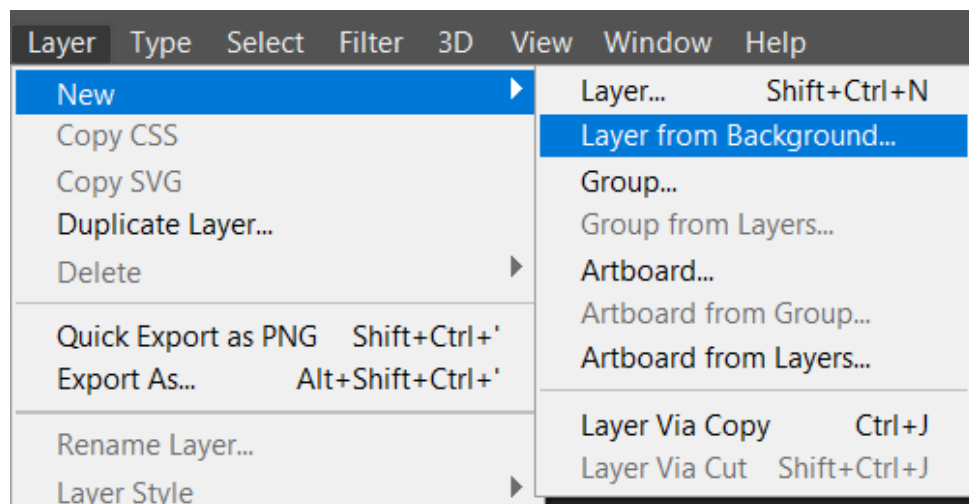 Layer Type Select Filter 3D View Window Help
New
Copy CSS
Copy SVG
Duplicate Layer...
Delete
Quick Export as PNG Shift+Ctrl+'
Export As... Alt+Shift+Ctrl+'
Rename Layer...
Layer Style
Layer... Shift+Ctrl+N
Layer from Background...
Group...
Group from Layers...
Artboard...
Artboard from Group...
Artboard from Layers...
Layer Via Copy Ctrl+J
Layer Via Cut Shift+Ctrl+J